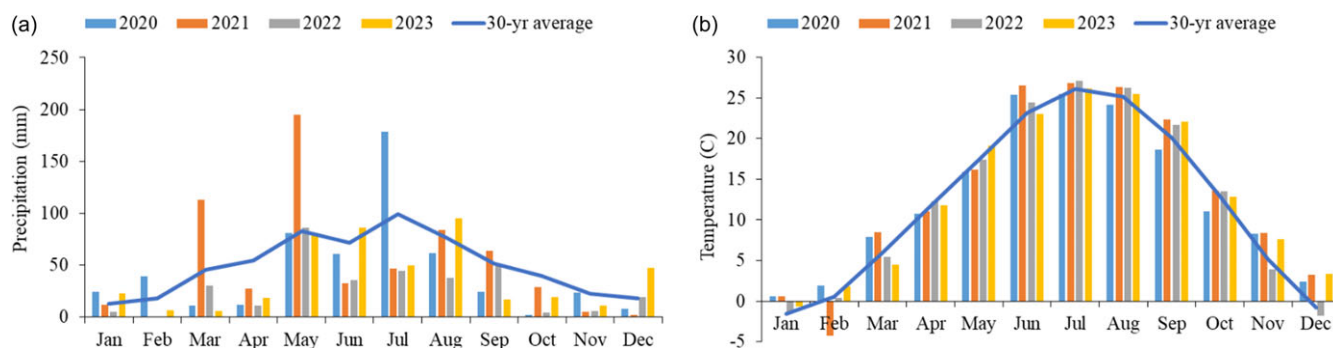 (a)
2020 2021 2022 2023 30-yr average
250
200
150
100
50
0
Precipitation (mm)
Jan Feb Mar Apr May Jun Jul Aug Sep Oct Nov Dec
(b)
2020 2021 2022 2023 30-yr average
30
25
20
15
10
5
0
-5
Temperature (C)
Jan Feb Mar Apr May Jun Jul Aug Sep Oct Nov Dec